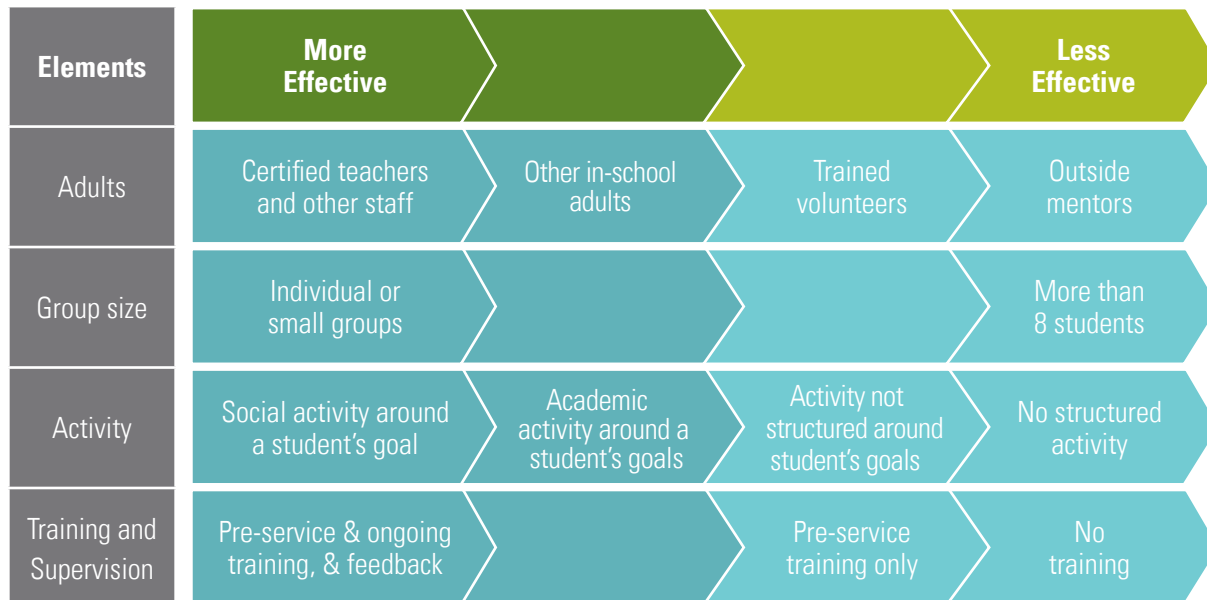 Elements
More
Effective
Less
Effective
Adults
Certified teachers
and other staff
Other in-school
adults
Trained
volunteers
Outside
mentors
Group size
Individual or
small groups
More than
8 students
Activity
Social activity around
a student’s goal
Academic
activity around a
student’s goals
Activity not
structured around
student’s goals
No structured
activity
Training and
Supervision
Pre-service & ongoing
training, & feedback
Pre-service
training only
No
training